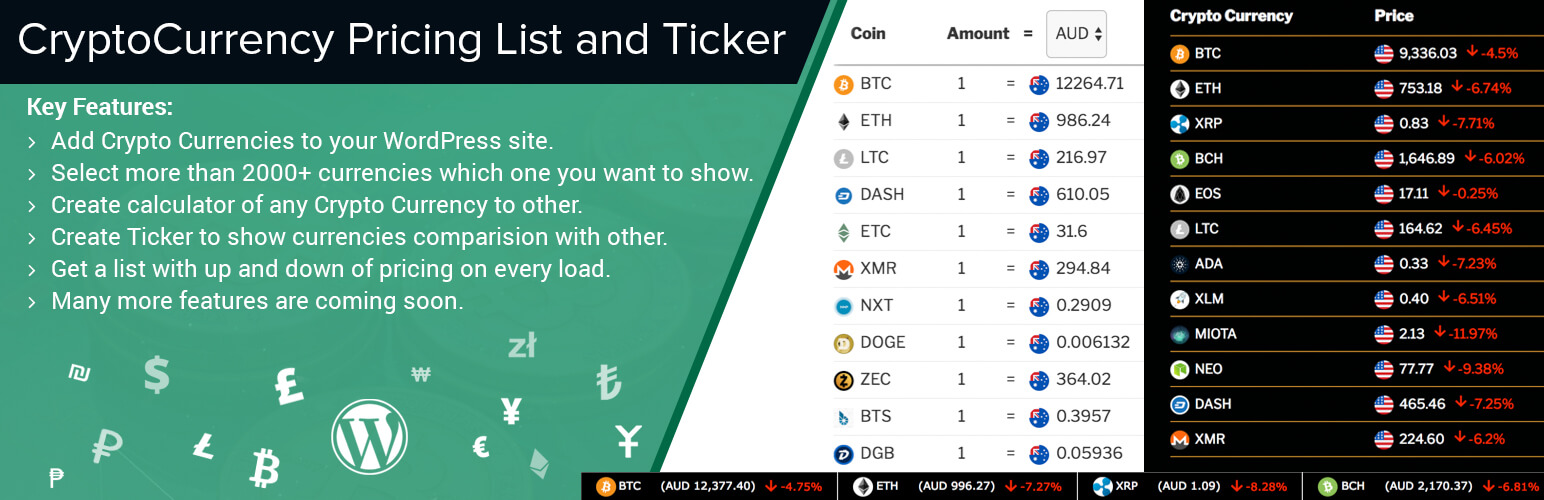 CryptoCurrency Pricing List and Ticker
Key Features:
› Add Crypto Currencies to your WordPress site.
› Select more than 2000+ currencies which one you want to show.
› Create calculator of any Crypto Currency to other.
› Create Ticker to show currencies comparision with other.
› Get a list with up and down of pricing on every load.
› Many more features are coming soon.
Coin Amount = AUD
BTC 1 = 12264.71
ETH 1 = 986.24
LTC 1 = 216.97
DASH 1 = 610.05
ETC 1 = 31.6
XMR 1 = 294.84
NXT 1 = 0.2909
DOGE 1 = 0.006132
ZEC 1 = 364.02
BTS 1 = 0.3957
DGB 1 = 0.05936
Crypto Currency Price
BTC 9,336.03 ↓ -4.5%
ETH 753.18 ↓ -6.74%
XRP 0.83 ↓ -7.71%
BCH 1,646.89 ↓ -6.02%
EOS 17.11 ↓ -0.25%
LTC 164.62 ↓ -6.45%
ADA 0.33 ↓ -7.23%
XLM 0.40 ↓ -6.51%
MIOTA 2.13 ↓ -11.97%
NEO 77.77 ↓ -9.38%
DASH 465.46 ↓ -7.25%
XMR 224.60 ↓ -6.2%
zł
₪ $ £ ₩ ₺
¥
₽ Ł ₿ W € ¥
₱
BTC (AUD 12,377.40) ↓ -4.75% ETH (AUD 996.27) ↓ -7.27% XRP (AUD 1.09) ↓ -8.28% BCH (AUD 2,170.37) ↓ -6.81%